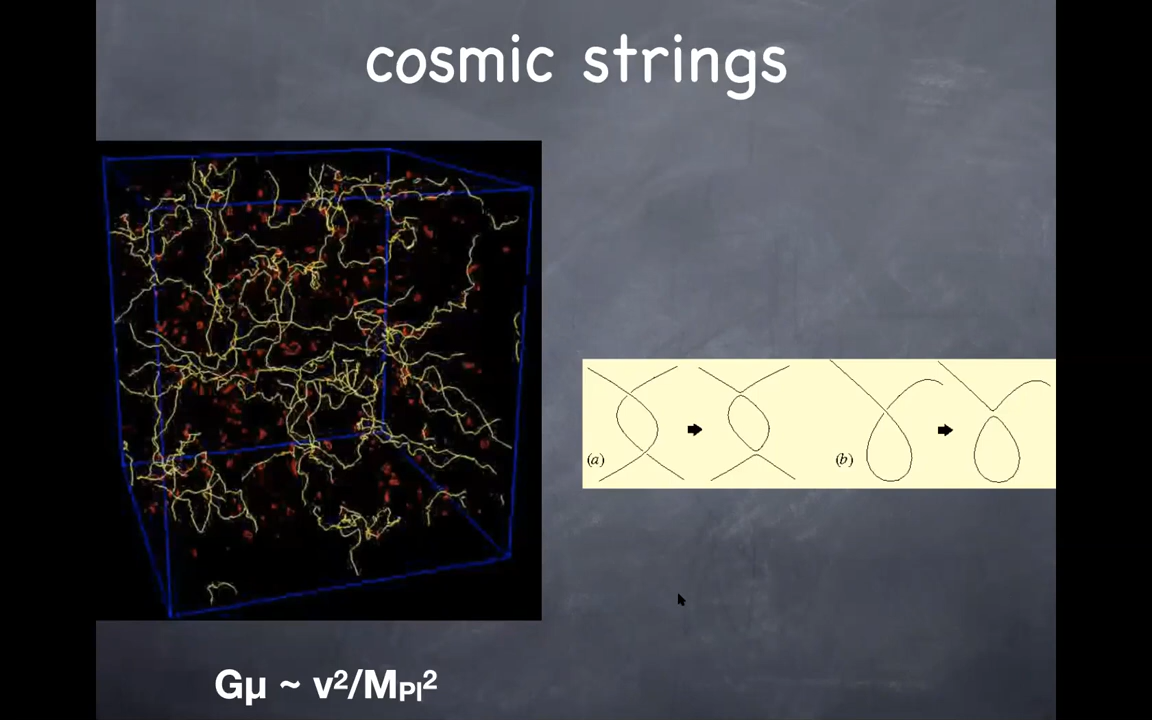 cosmic strings
(a)
(b)
Gμ ~ v²/MPl²